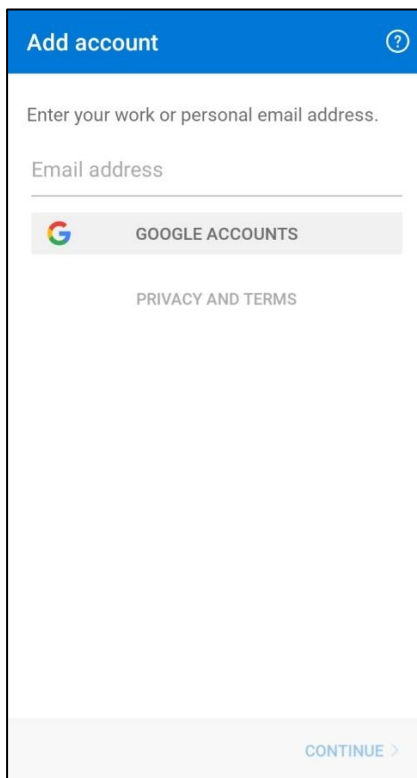 Add account
?
Enter your work or personal email address.
Email address
GOOGLE ACCOUNTS
PRIVACY AND TERMS
CONTINUE >